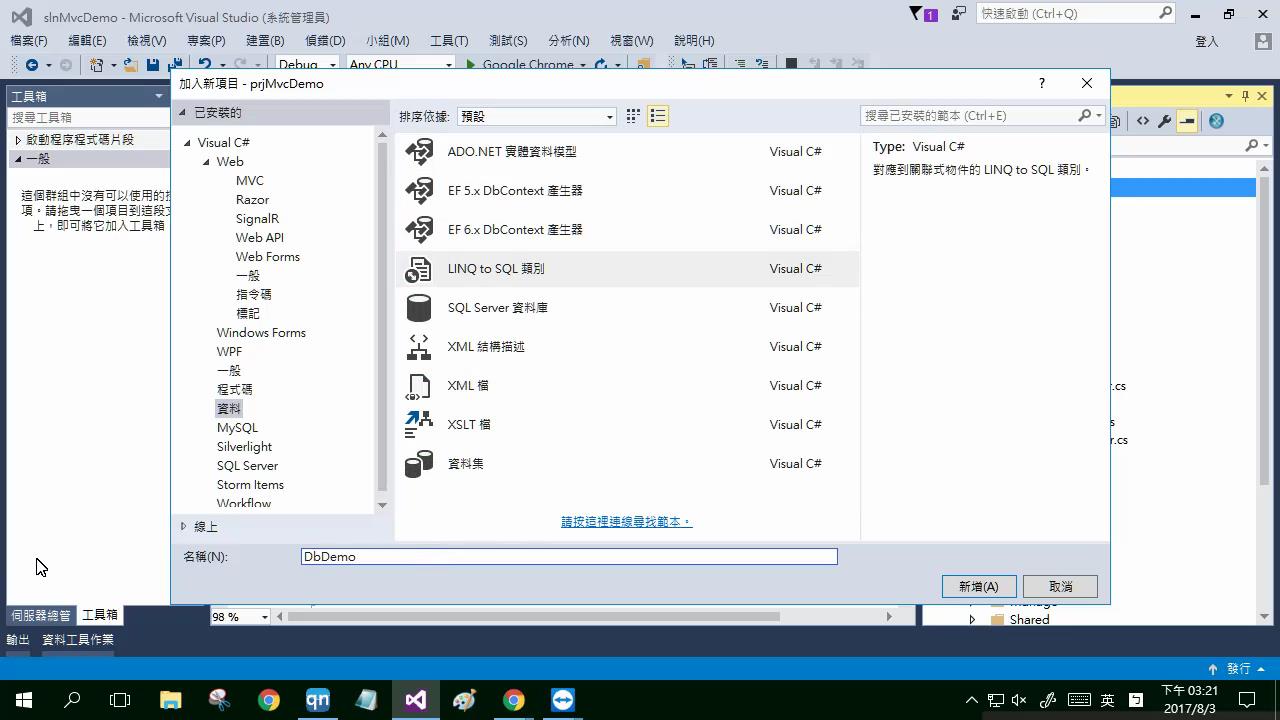 slnMvcDemo - Microsoft Visual Studio (系統管理員)
1
快速啟動 (Ctrl+Q)
檔案(F) 編輯(E) 檢視(V) 專案(P) 建置(B) 偵錯(D) 小組(M) 工具(T) 測試(S) 分析(N) 視窗(W) 說明(H)
登入
Debug Any CPU Google Chrome
工具箱
搜尋工具箱
啟動程序程式碼片段
一般
這個群組中沒有可以使用的控
項。請拖曳一個項目到這段文
上，即可將它加入工具箱
加入新項目 - prjMvcDemo
?
已安裝的
Visual C#
Web
MVC
Razor
SignalR
Web API
Web Forms
一般
指令碼
標記
Windows Forms
WPF
一般
程式碼
資料
MySQL
Silverlight
SQL Server
Storm Items
Workflow
線上
排序依據: 預設
搜尋已安裝的範本 (Ctrl+E)
ADO.NET 實體資料模型 Visual C#
EF 5.x DbContext 產生器 Visual C#
EF 6.x DbContext 產生器 Visual C#
LINQ to SQL 類別 Visual C#
SQL Server 資料庫 Visual C#
XML 結構描述 Visual C#
XML 檔 Visual C#
XSLT 檔 Visual C#
資料集 Visual C#
請按這裡連線尋找範本。
Type: Visual C#
對應到關聯式物件的 LINQ to SQL 類別。
名稱(N): DbDemo
新增(A) 取消
r.cs
s
r.cs
Shared
伺服器總管 工具箱
98 %
輸出 資料工具作業
發行
qn
英
下午 03:21
2017/8/3